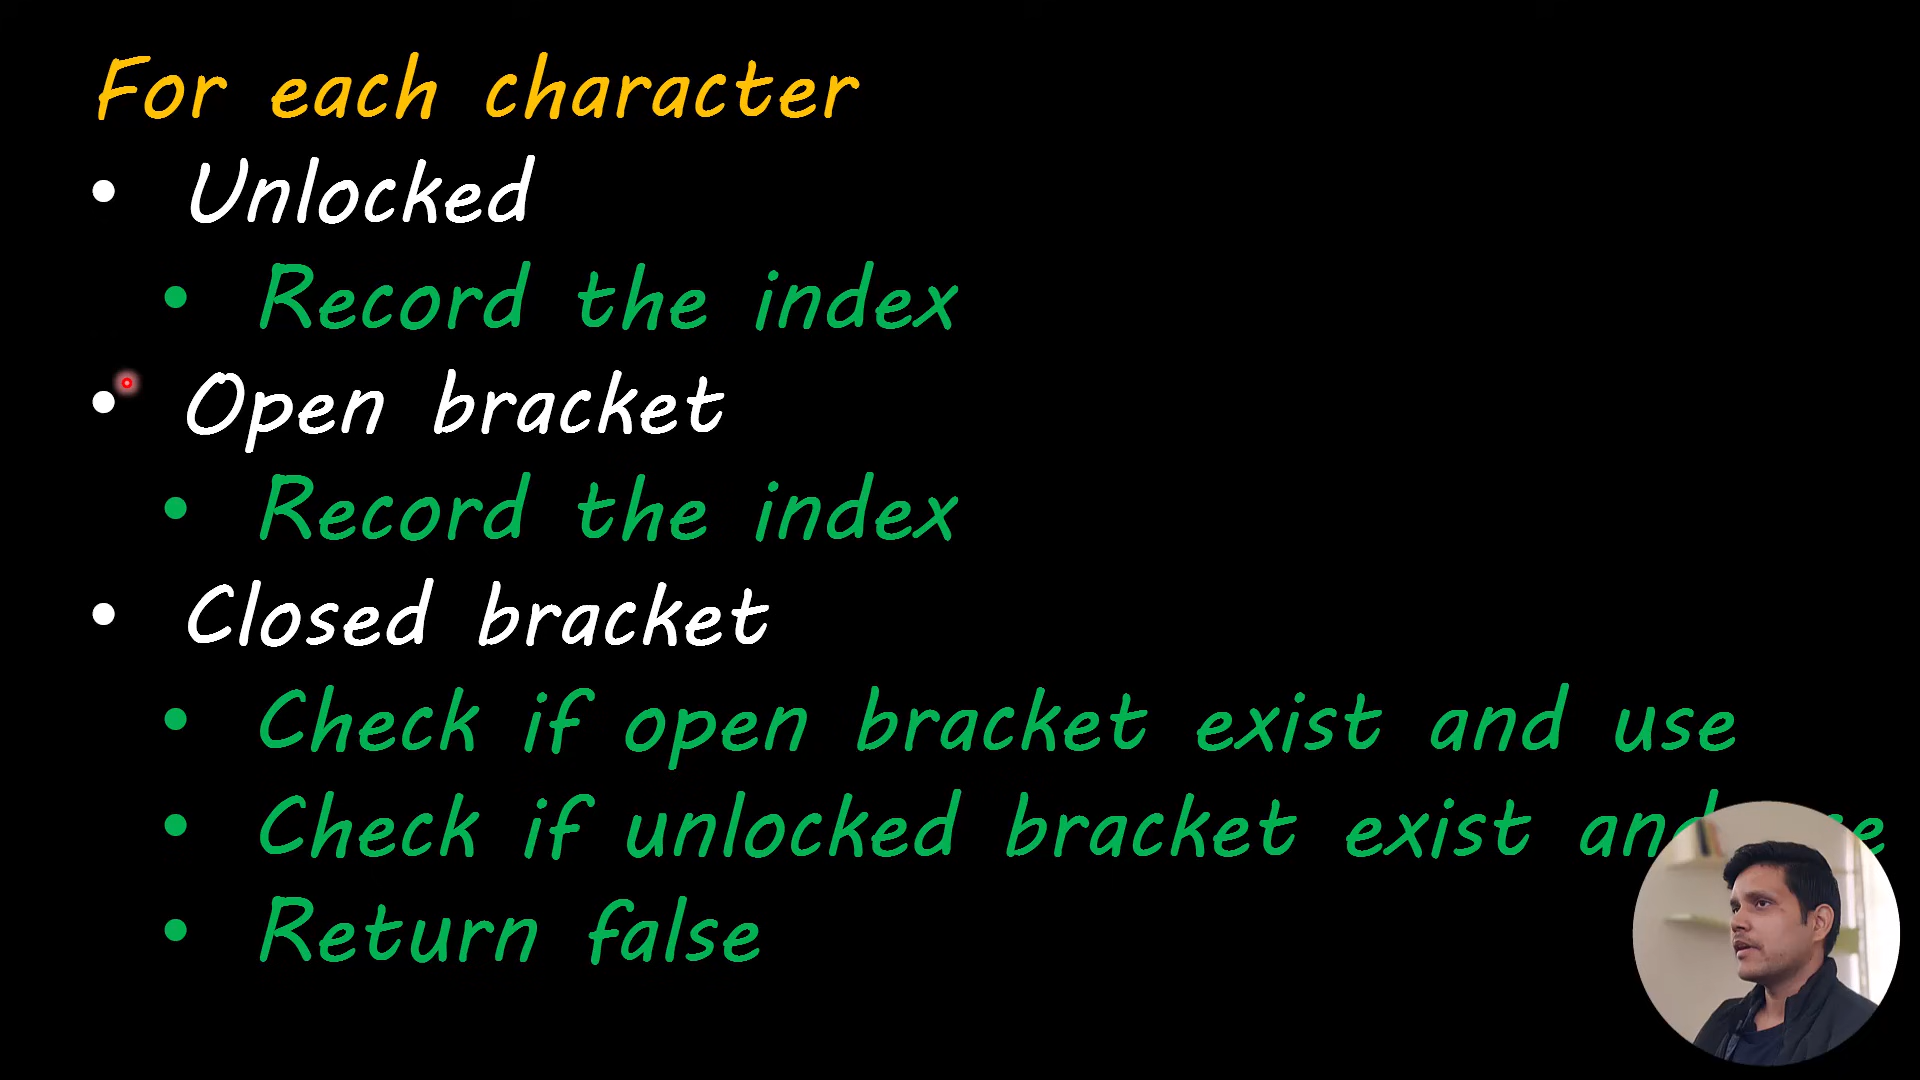 For each character
• Unlocked
• Record the index
• Open bracket
• Record the index
• Closed bracket
• Check if open bracket exist and use
• Check if unlocked bracket exist
• Return false